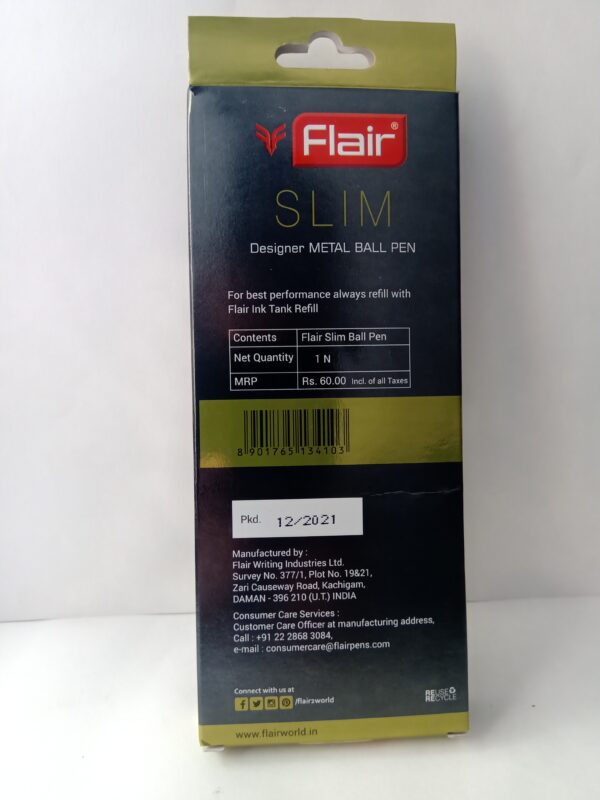 Flair®
SLIM
Designer METAL BALL PEN
For best performance always refill with
Flair Ink Tank Refill
Contents Flair Slim Ball Pen
Net Quantity 1 N
MRP Rs. 60.00 incl. of all Taxes
8 901765 134103
Pkd. 12/2021
Manufactured by :
Flair Writing Industries Ltd.
Survey No. 377/1, Plot No. 19&21,
Zari Causeway Road, Kachigam,
DAMAN - 396 210 (U.T.) INDIA
Consumer Care Services :
Customer Care Officer at manufacturing address,
Call : +91 22 2868 3084,
e-mail : consumercare@flairpens.com
Connect with us at
/flair2world
REUSE
RECYCLE
www.flairworld.in